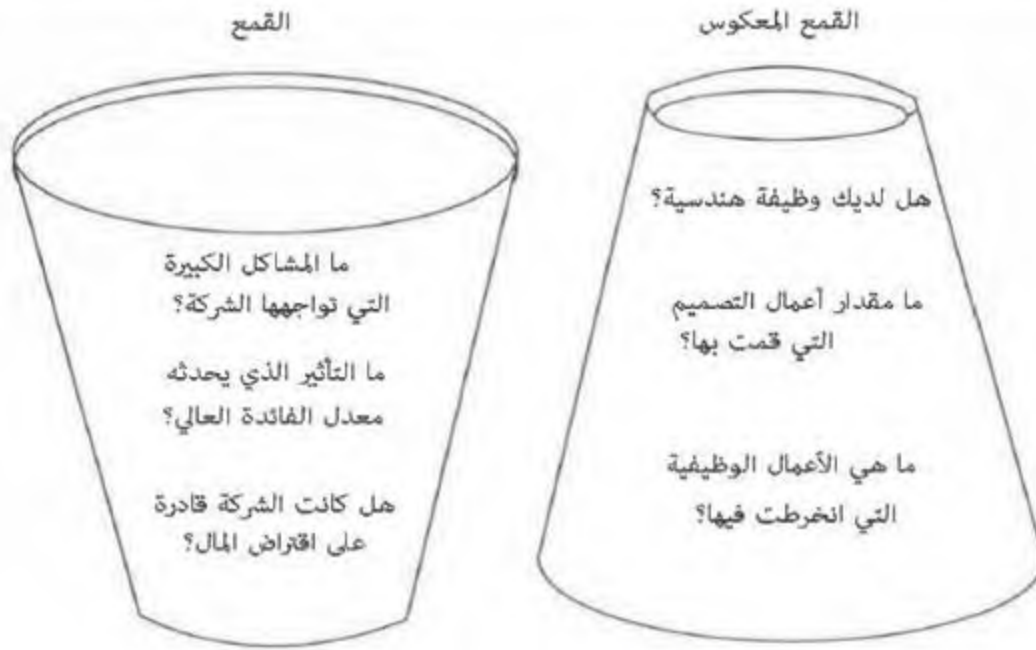 القمع المعكوس
هل لديك وظيفة هندسية؟
ما مقدار أعمال التصميم
التي قمت بها؟
ما هي الأعمال الوظيفية
التي انخرطت فيها؟
القمع
ما المشاكل الكبيرة
التي تواجهها الشركة؟
ما التأثير الذي يحدثه
معدل الفائدة العالي؟
هل كانت الشركة قادرة
على اقتراض المال؟